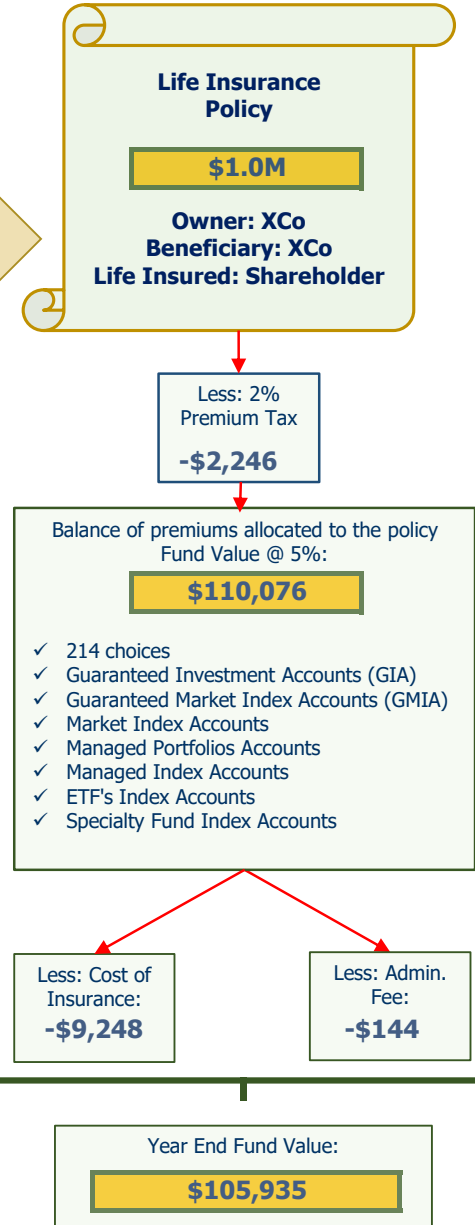 Life Insurance
Policy
$1.0M
Owner: XCo
Beneficiary: XCo
Life Insured: Shareholder
Less: 2%
Premium Tax
-$2,246
Balance of premiums allocated to the policy
Fund Value @ 5%:
$110,076
✓ 214 choices
✓ Guaranteed Investment Accounts (GIA)
✓ Guaranteed Market Index Accounts (GMIA)
✓ Market Index Accounts
✓ Managed Portfolios Accounts
✓ Managed Index Accounts
✓ ETF's Index Accounts
✓ Specialty Fund Index Accounts
Less: Cost of
Insurance:
-$9,248
Less: Admin.
Fee:
-$144
Year End Fund Value:
$105,935